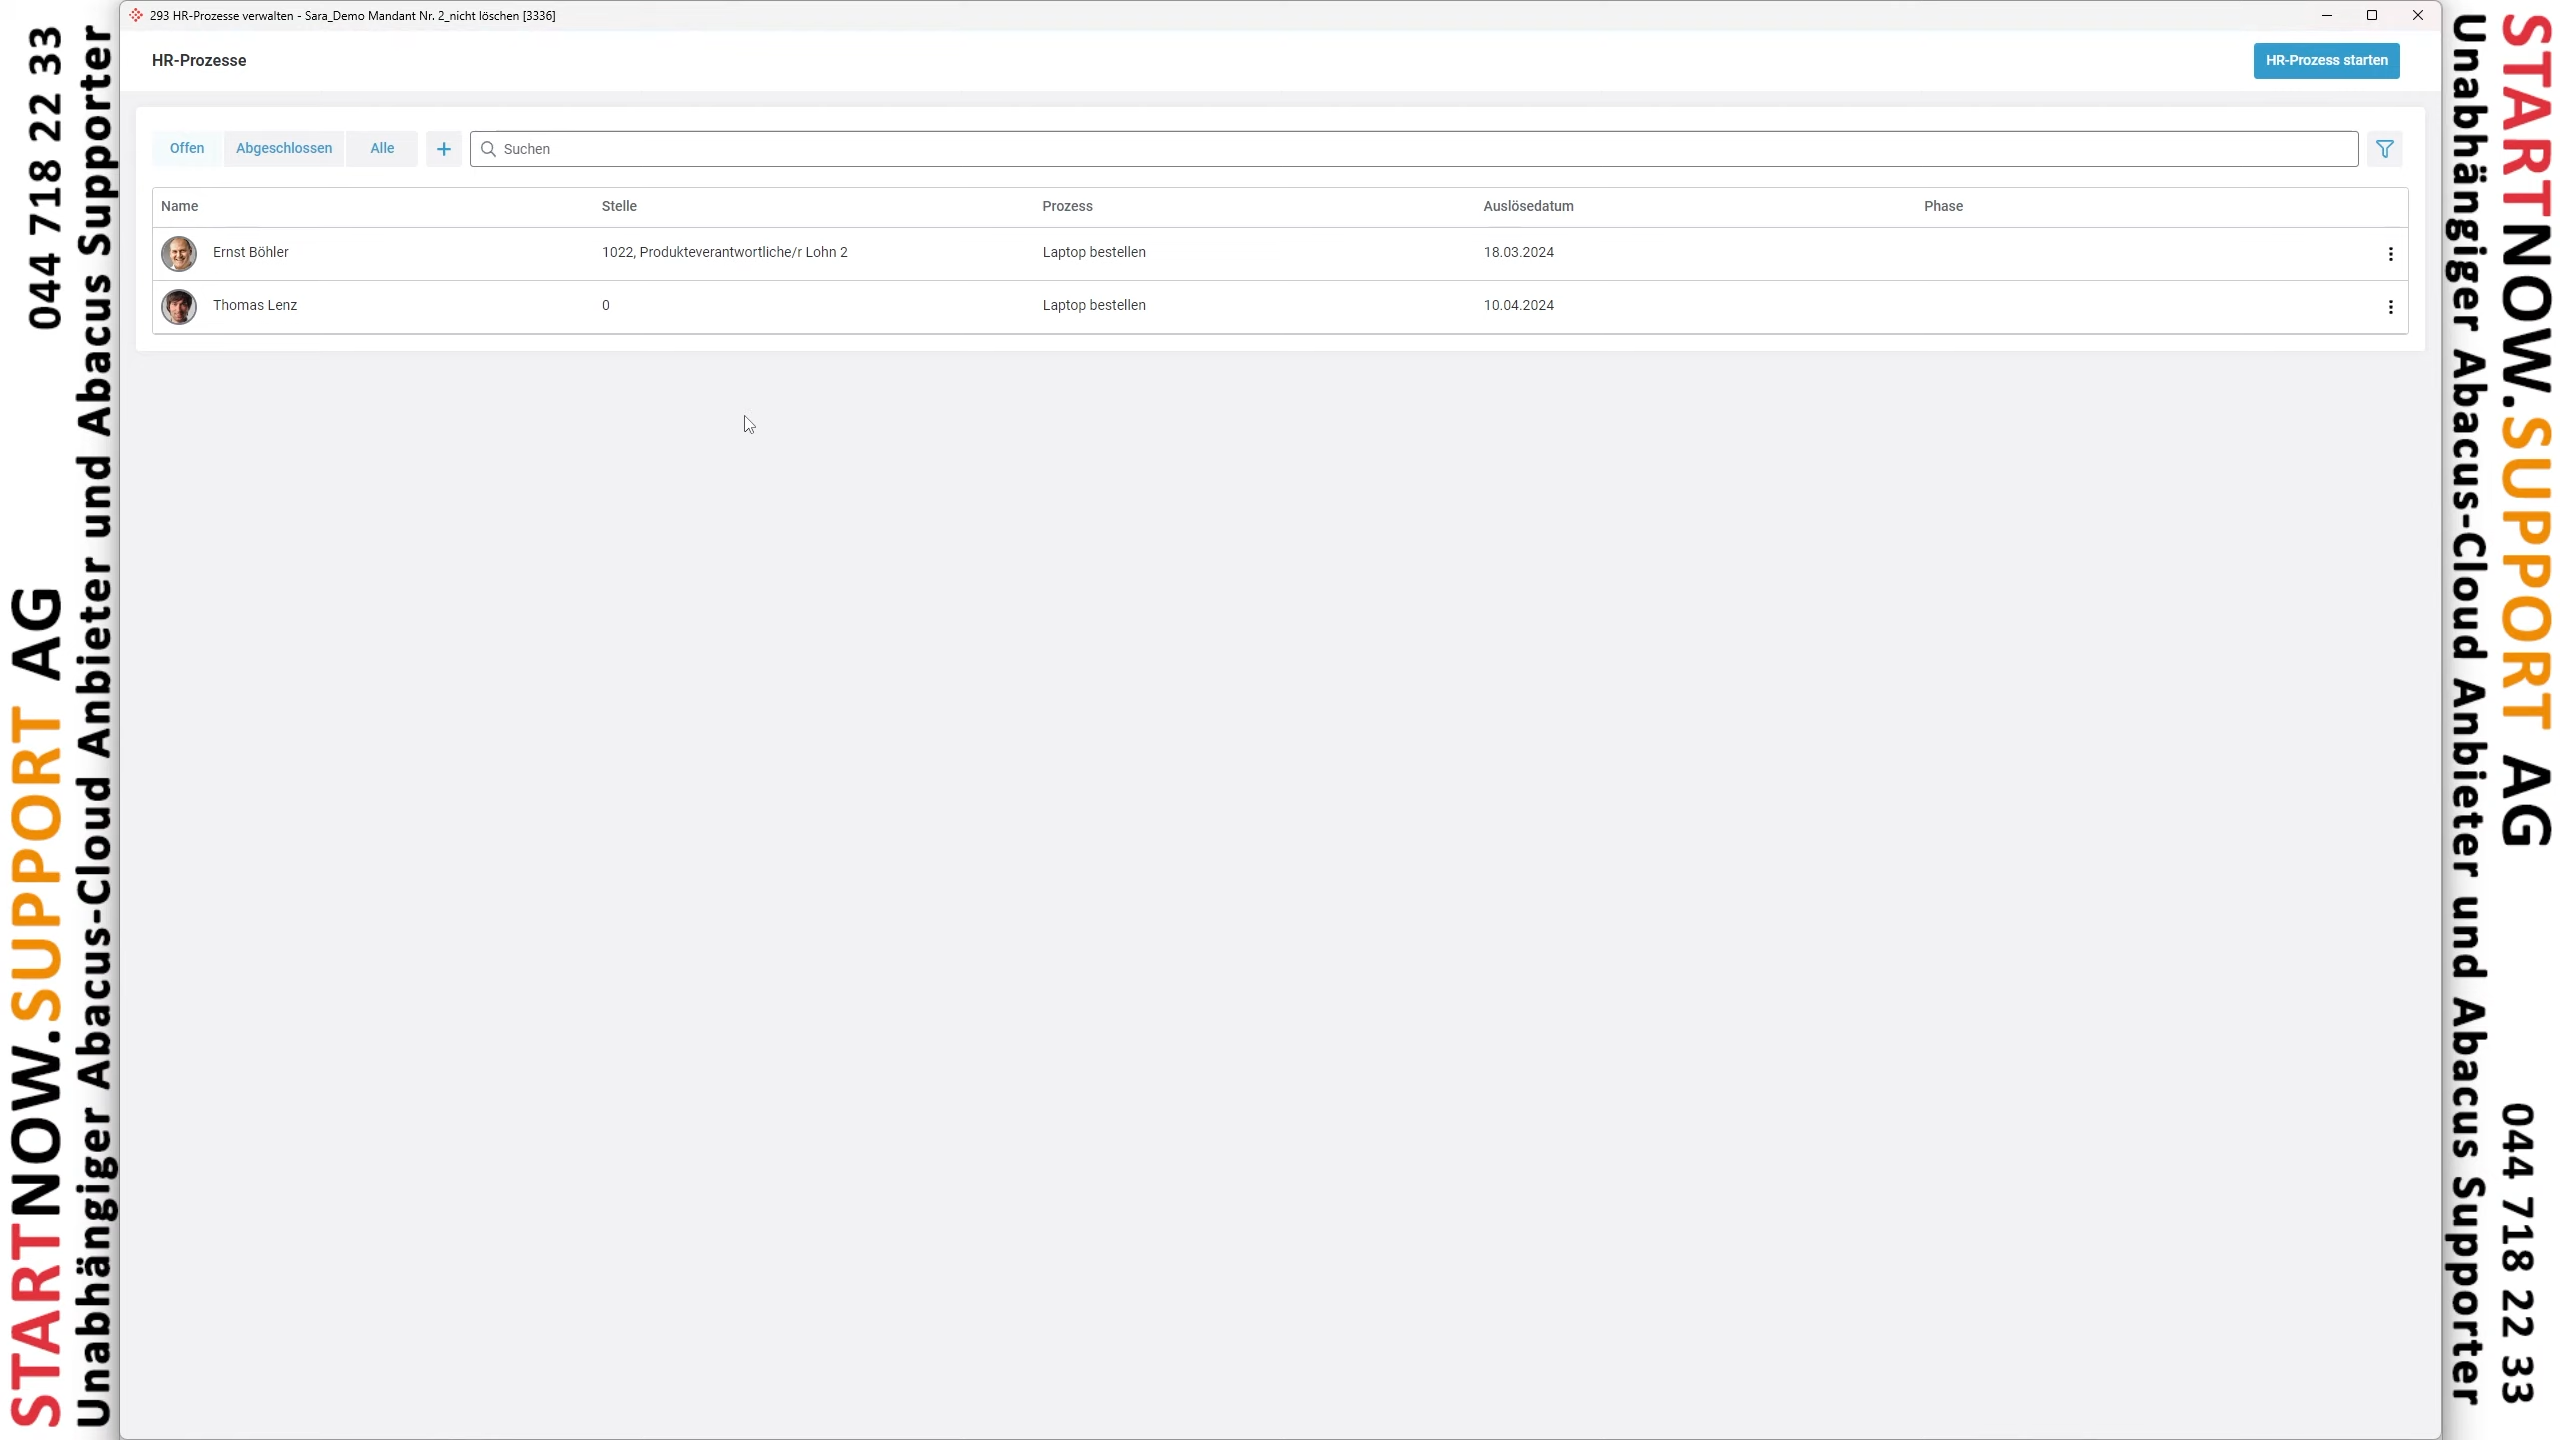 293 HR-Prozesse verwalten - Sara_Demo Mandant Nr. 2_nicht löschen [3336]
HR-Prozesse
HR-Prozess starten
Offen Abgeschlossen Alle + Suchen
Name Stelle Prozess Auslösedatum Phase
Ernst Böhler 1022, Produkteverantwortliche/r Lohn 2 Laptop bestellen 18.03.2024
Thomas Lenz 0 Laptop bestellen 10.04.2024
STARTNOW.SUPPORT AG 044 718 22 33
Unabhängiger Abacus-Cloud Anbieter und Abacus Supporter
STARTNOW.SUPPORT AG 044 718 22 33
Unabhängiger Abacus-Cloud Anbieter und Abacus Supporter